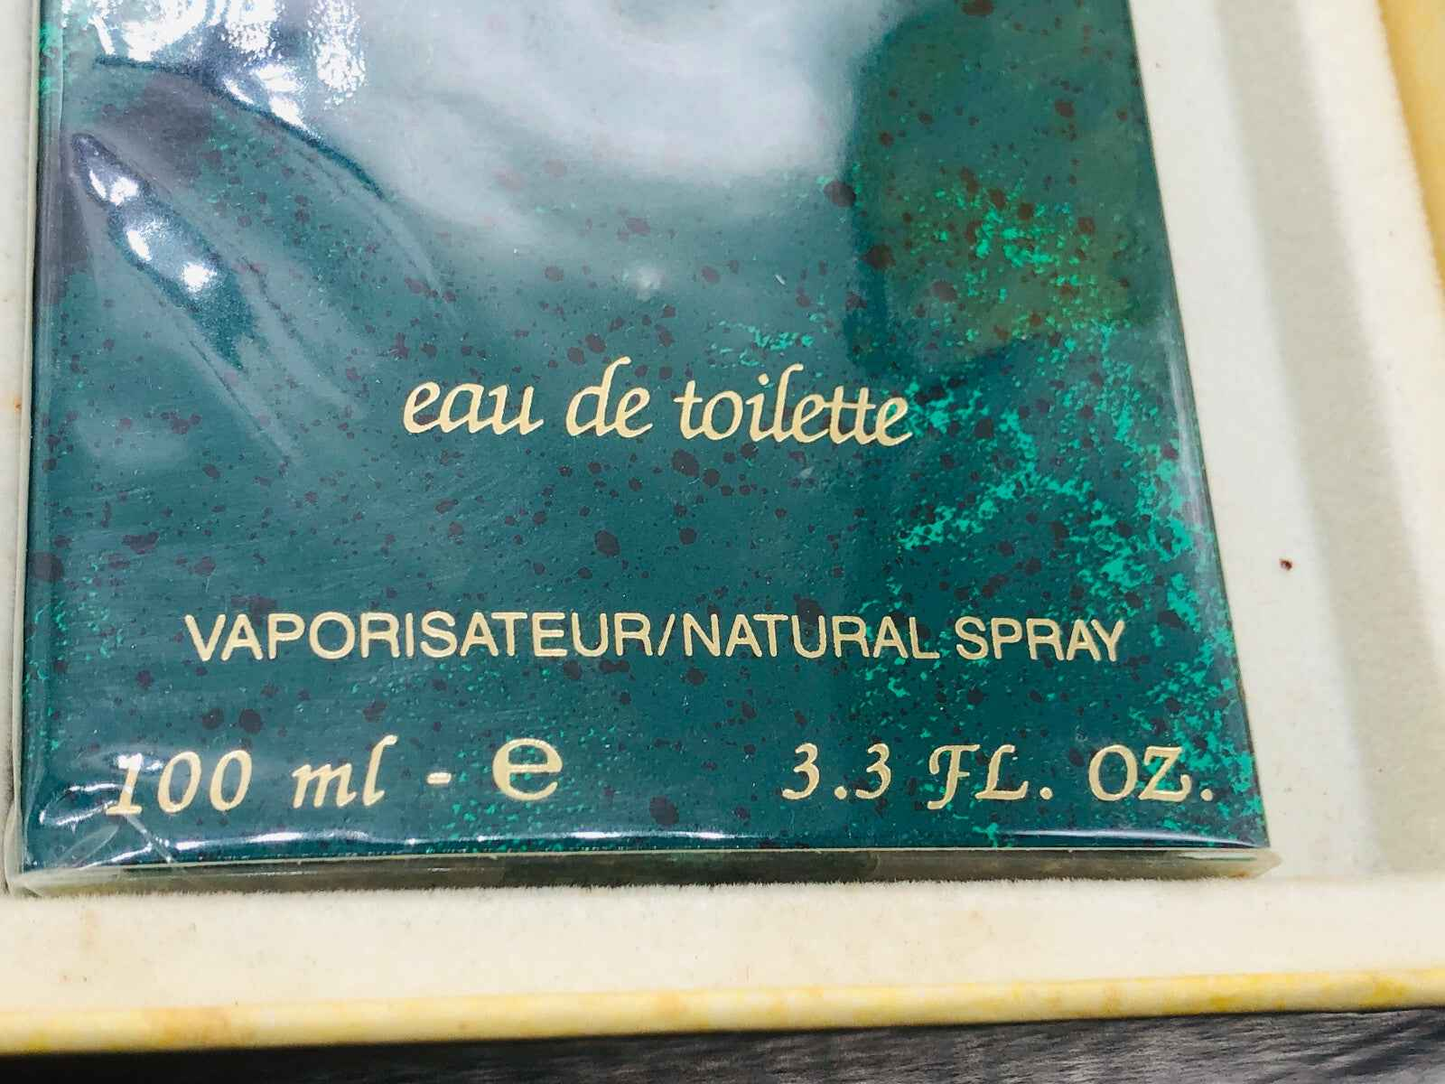 eau de toilette
VAPORISATEUR/NATURAL SPRAY
100 ml - e 3.3 FL. OZ.